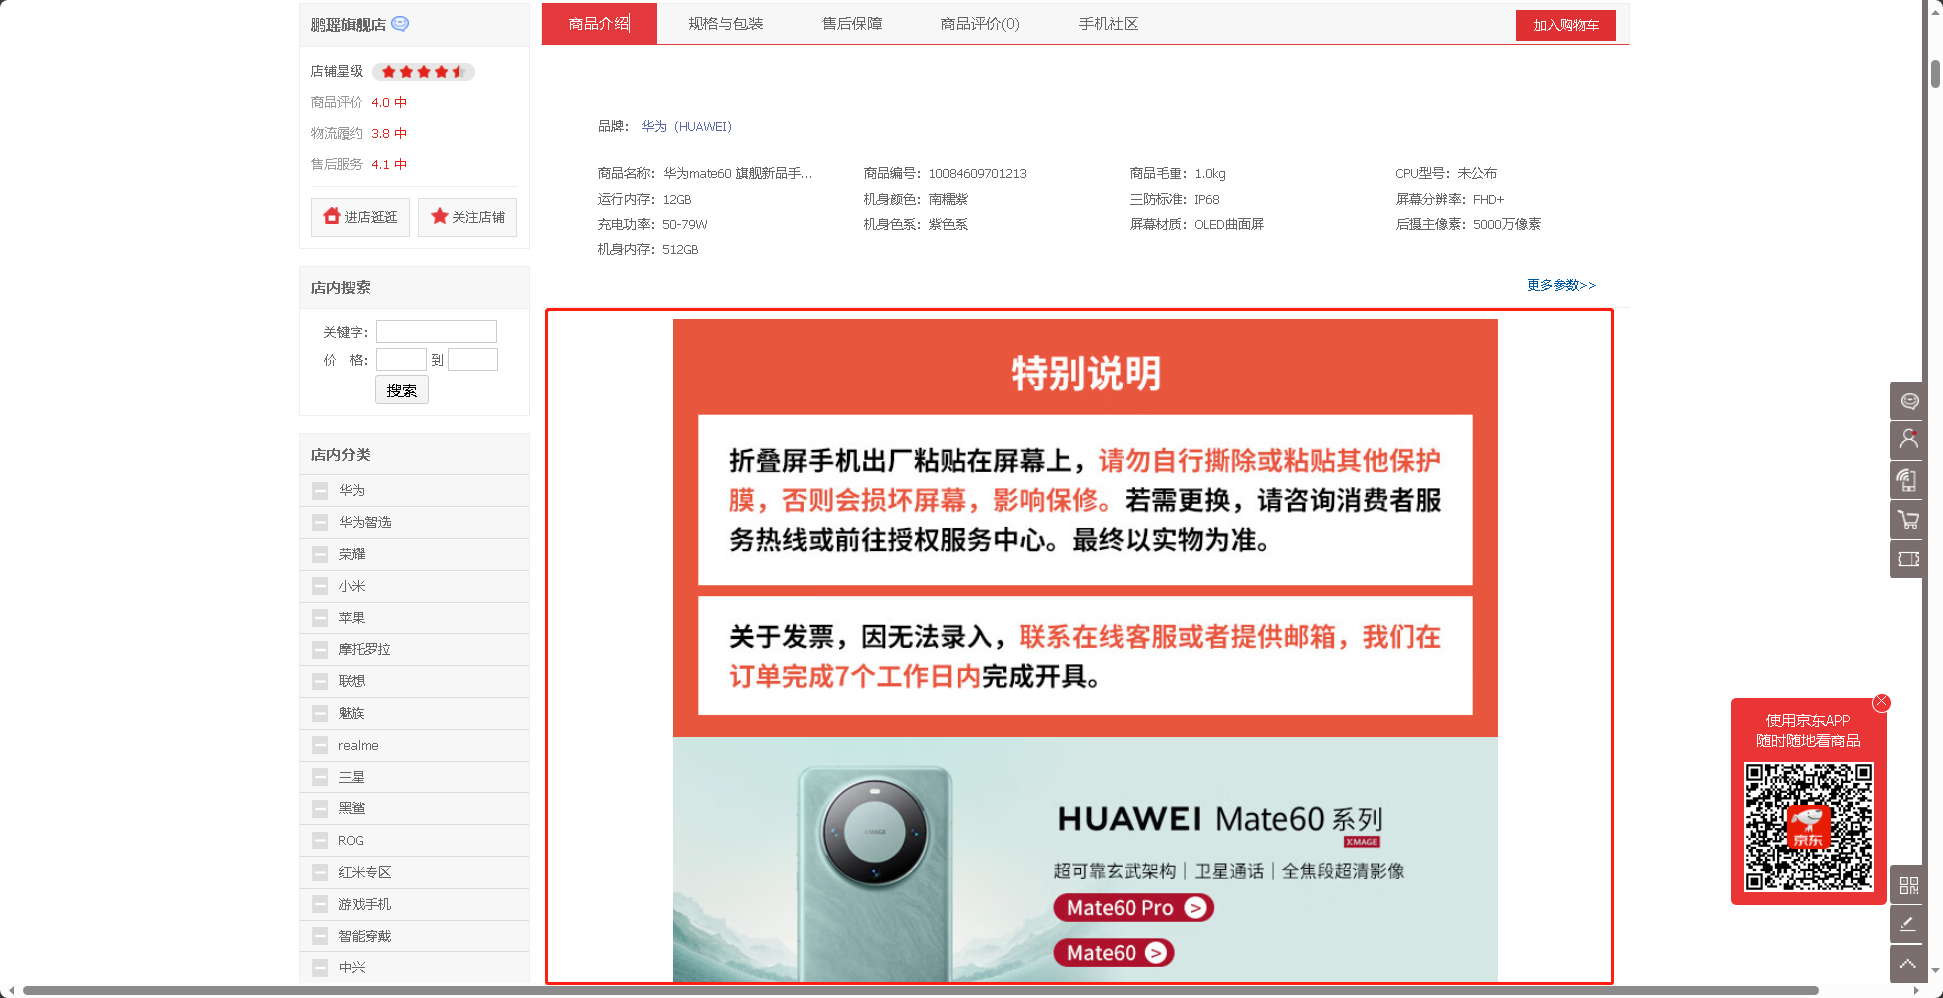 鹏瑶旗舰店
店铺星级
商品评价 4.0 中
物流履约 3.8 中
售后服务 4.1 中
进店逛逛
关注店铺
店内搜索
关键字：
价 格： 到
搜索
店内分类
华为
华为智选
荣耀
小米
苹果
摩托罗拉
联想
魅族
realme
三星
黑鲨
ROG
红米专区
游戏手机
智能穿戴
中兴
商品介绍
规格与包装
售后保障
商品评价(0)
手机社区
加入购物车
品牌： 华为（HUAWEI）
商品名称：华为mate60 旗舰新品手...
商品编号：10084609701213
商品毛重：1.0kg
CPU型号：未公布
运行内存：12GB
机身颜色：南糯紫
三防标准：IP68
屏幕分辨率：FHD+
充电功率：50-79W
机身色系：紫色系
屏幕材质：OLED曲面屏
后摄主像素：5000万像素
机身内存：512GB
更多参数>>
特别说明
折叠屏手机出厂粘贴在屏幕上，请勿自行撕除或粘贴其他保护
膜，否则会损坏屏幕，影响保修。若需更换，请咨询消费者服
务热线或前往授权服务中心。最终以实物为准。
关于发票，因无法录入，联系在线客服或者提供邮箱，我们在
订单完成7个工作日内完成开具。
HUAWEI Mate60 系列
XMAGE
超可靠玄武架构｜卫星通话｜全焦段超清影像
Mate60 Pro >
Mate60 >
XMAGE
使用京东APP
随时随地看商品
京东